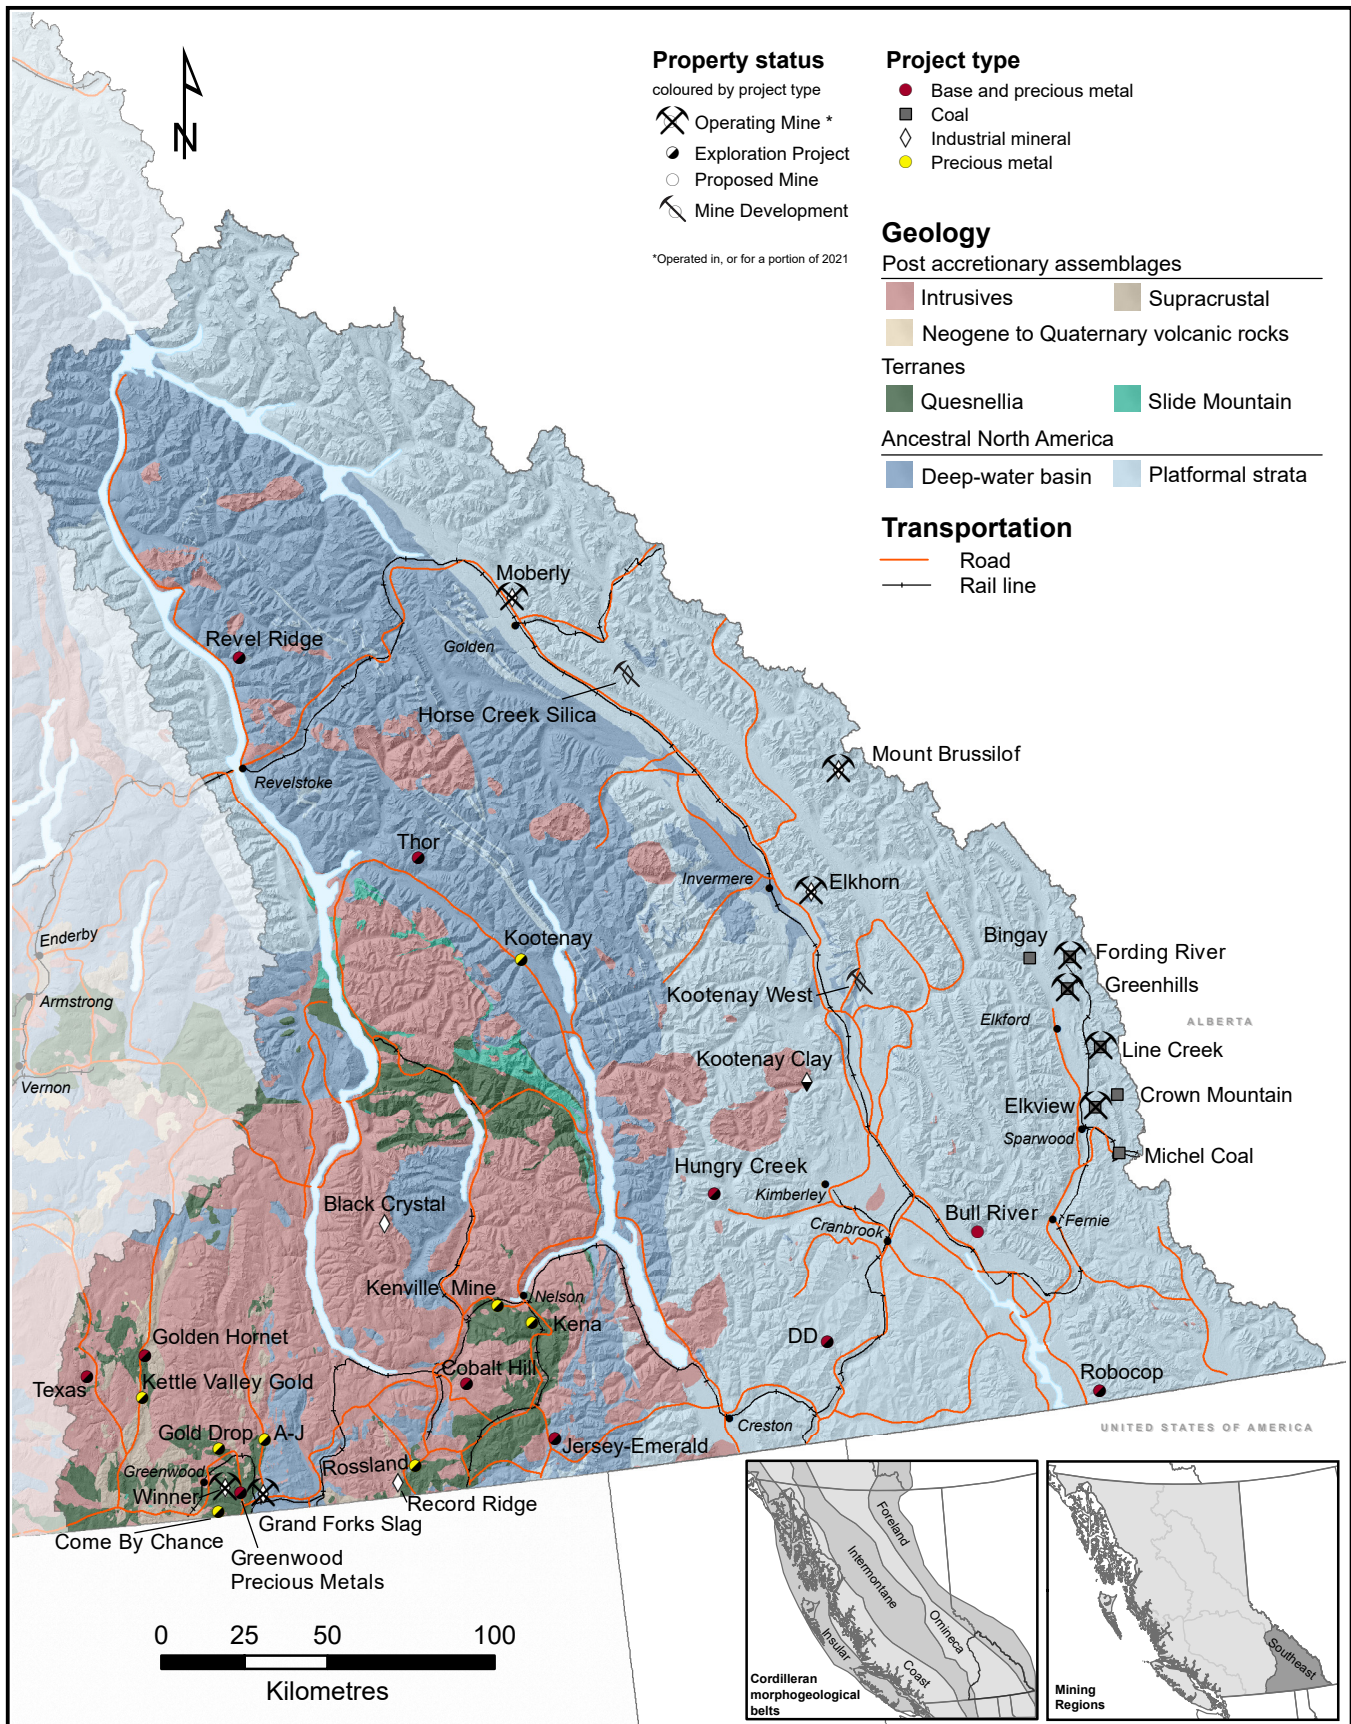 N
Property status
coloured by project type
Operating Mine *
Exploration Project
Proposed Mine
Mine Development
*Operated in, or for a portion of 2021
Project type
Base and precious metal
Coal
Industrial mineral
Precious metal
Geology
Post accretionary assemblages
Intrusives
Supracrustal
Neogene to Quaternary volcanic rocks
Terranes
Quesnellia
Slide Mountain
Ancestral North America
Deep-water basin
Platformal strata
Transportation
Road
Rail line
Moberly
Golden
Revel Ridge
Horse Creek Silica
Mount Brussilof
Revelstoke
Thor
Invermere
Elkhorn
Enderby
Kootenay
Bingay
Fording River
Greenhills
Kootenay West
Armstrong
Elkford
ALBERTA
Line Creek
Kootenay Clay
Vernon
Crown Mountain
Elkview
Sparwood
Michel Coal
Hungry Creek
Kimberley
Black Crystal
Bull River
Fernie
Cranbrook
Kenville Mine
Nelson
Kena
Golden Hornet
DD
Texas
Kettle Valley Gold
Cobalt Hill
Robocop
Gold Drop
A-J
Creston
UNITED STATES OF AMERICA
Jersey-Emerald
Greenwood
Rossland
Winner
Record Ridge
Grand Forks Slag
Come By Chance
Greenwood
Precious Metals
0 25 50 100
Kilometres
Foreland
Intermontane
Omineca
Insular
Coast
Cordilleran
morphogeological
belts
Southeast
Mining
Regions